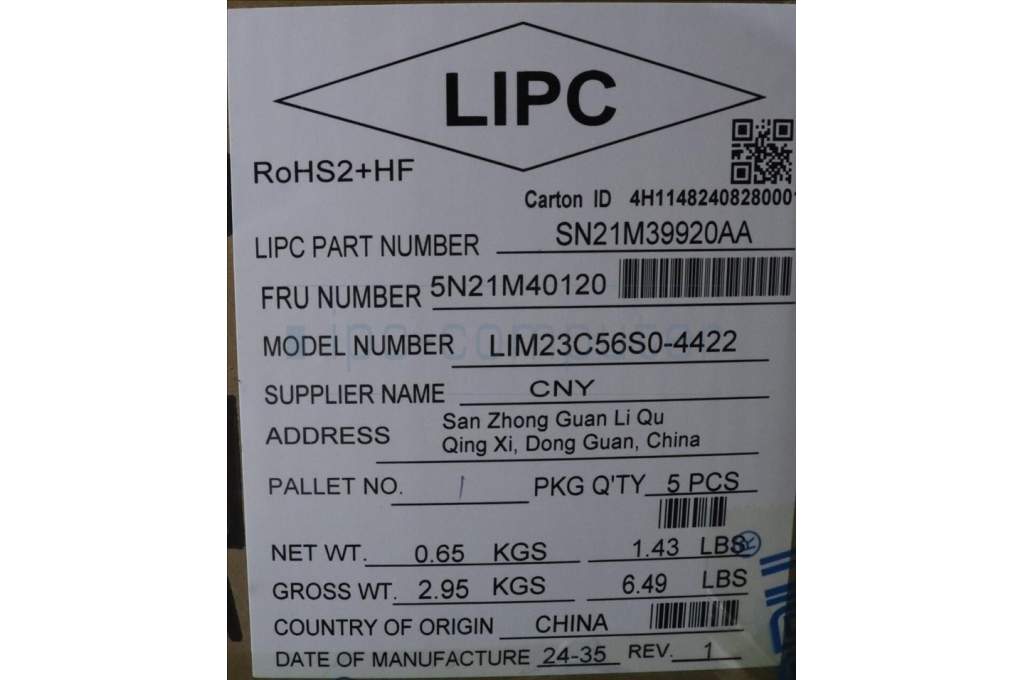 LIPC
RoHS2+HF
Carton ID 4H1148240828000
LIPC PART NUMBER SN21M39920AA
FRU NUMBER 5N21M40120
MODEL NUMBER LIM23C56S0-4422
SUPPLIER NAME CNY
ADDRESS San Zhong Guan Li Qu
Qing Xi, Dong Guan, China
PALLET NO. 1 PKG Q'TY 5 PCS
NET WT. 0.65 KGS 1.43 LBS
GROSS WT. 2.95 KGS 6.49 LBS
COUNTRY OF ORIGIN CHINA
DATE OF MANUFACTURE 24-35 REV. 1